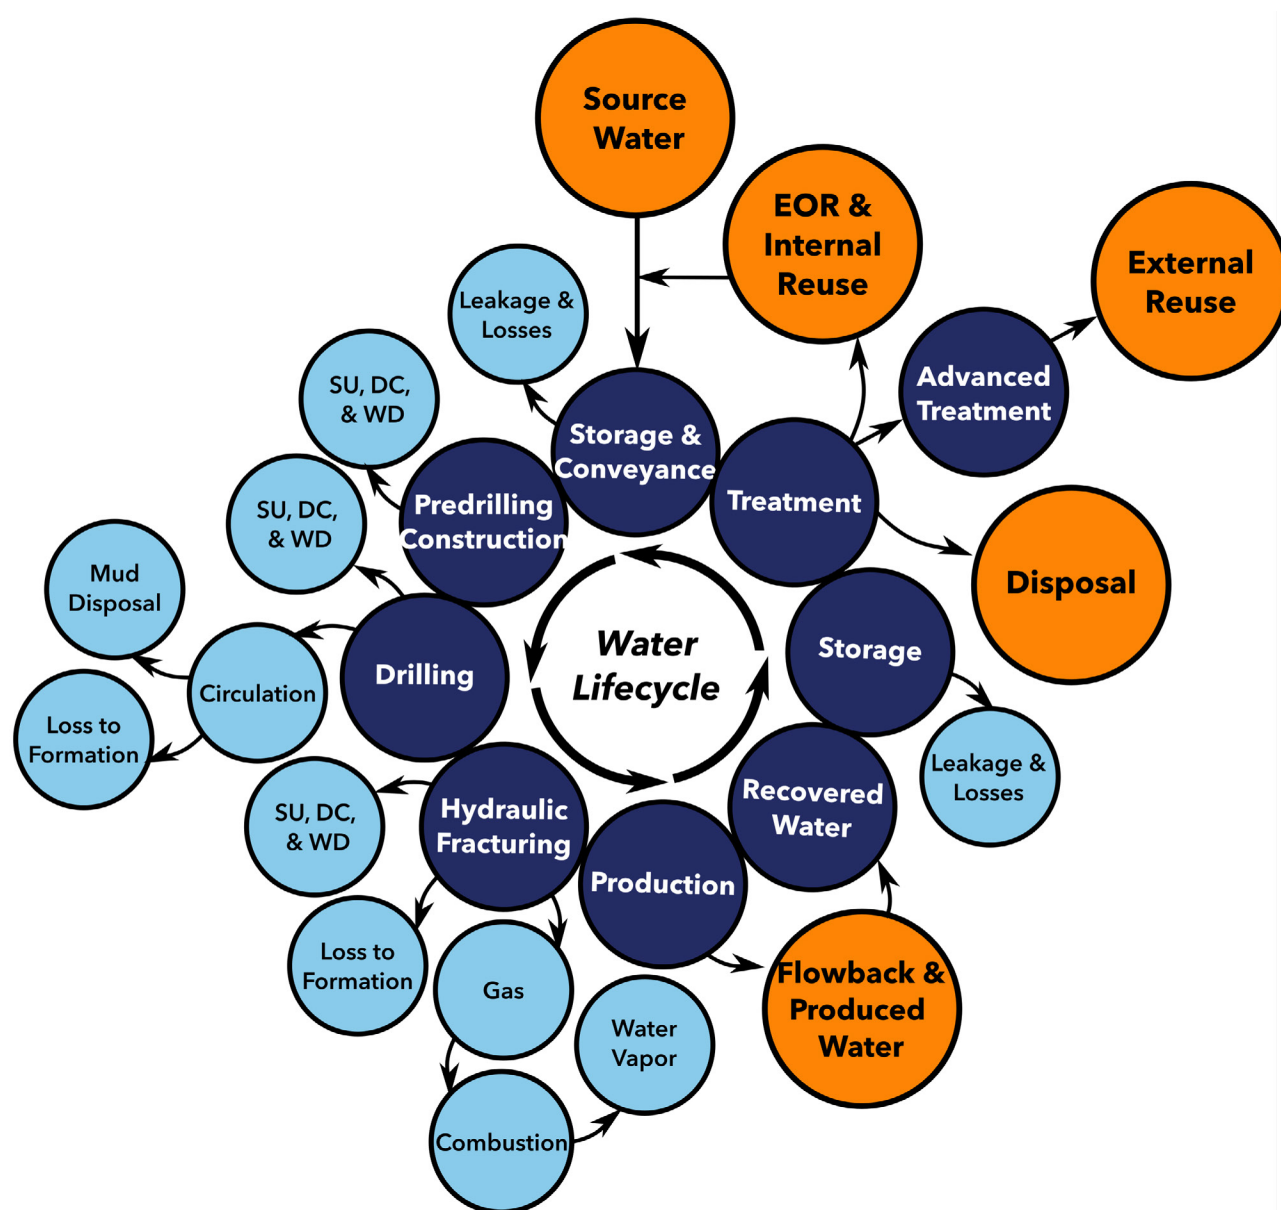 Source
Water
EOR &
Internal
Reuse
External
Reuse
Leakage &
Losses
Advanced
Treatment
SU, DC,
& WD
Storage &
Conveyance
Treatment
Predrilling
Construction
SU, DC,
& WD
Disposal
Mud
Disposal
Water
Lifecycle
Storage
Drilling
Circulation
Loss to
Formation
Leakage &
Losses
Recovered
Water
Hydraulic
Fracturing
SU, DC,
& WD
Production
Loss to
Formation
Gas
Flowback &
Produced
Water
Water
Vapor
Combustion